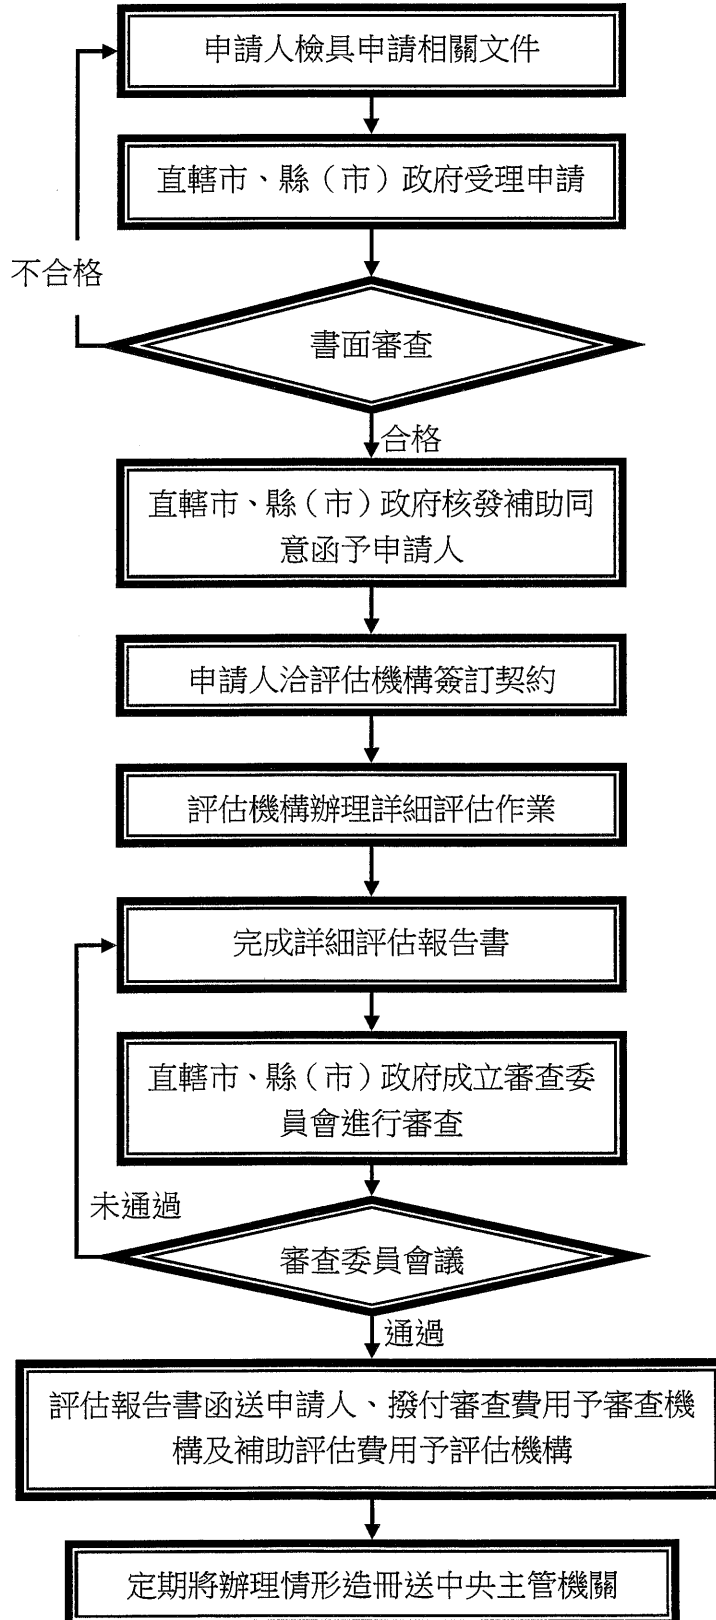 申請人檢具申請相關文件
直轄市、縣（市）政府受理申請
不合格
書面審查
合格
直轄市、縣（市）政府核發補助同
意函予申請人
申請人洽評估機構簽訂契約
評估機構辦理詳細評估作業
完成詳細評估報告書
直轄市、縣（市）政府成立審查委
員會進行審查
未通過
審查委員會議
通過
評估報告書函送申請人、撥付審查費用予審查機
構及補助評估費用予評估機構
定期將辦理情形造冊送中央主管機關